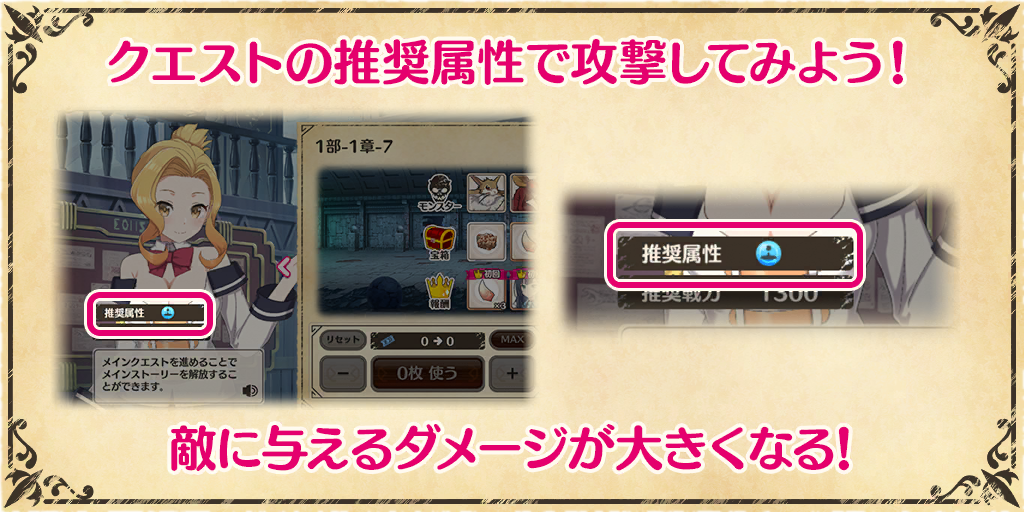 クエストの推奨属性で攻撃してみよう！
1部-1章-7
モンスター
宝箱
初回
報酬
推奨属性
メインクエストを進めることで
メインストーリーを解放するこ
とができます。
リセット
0 → 0
MAX
－
0枚 使う
＋
推奨属性
推奨戦力 1300
敵に与えるダメージが大きくなる！